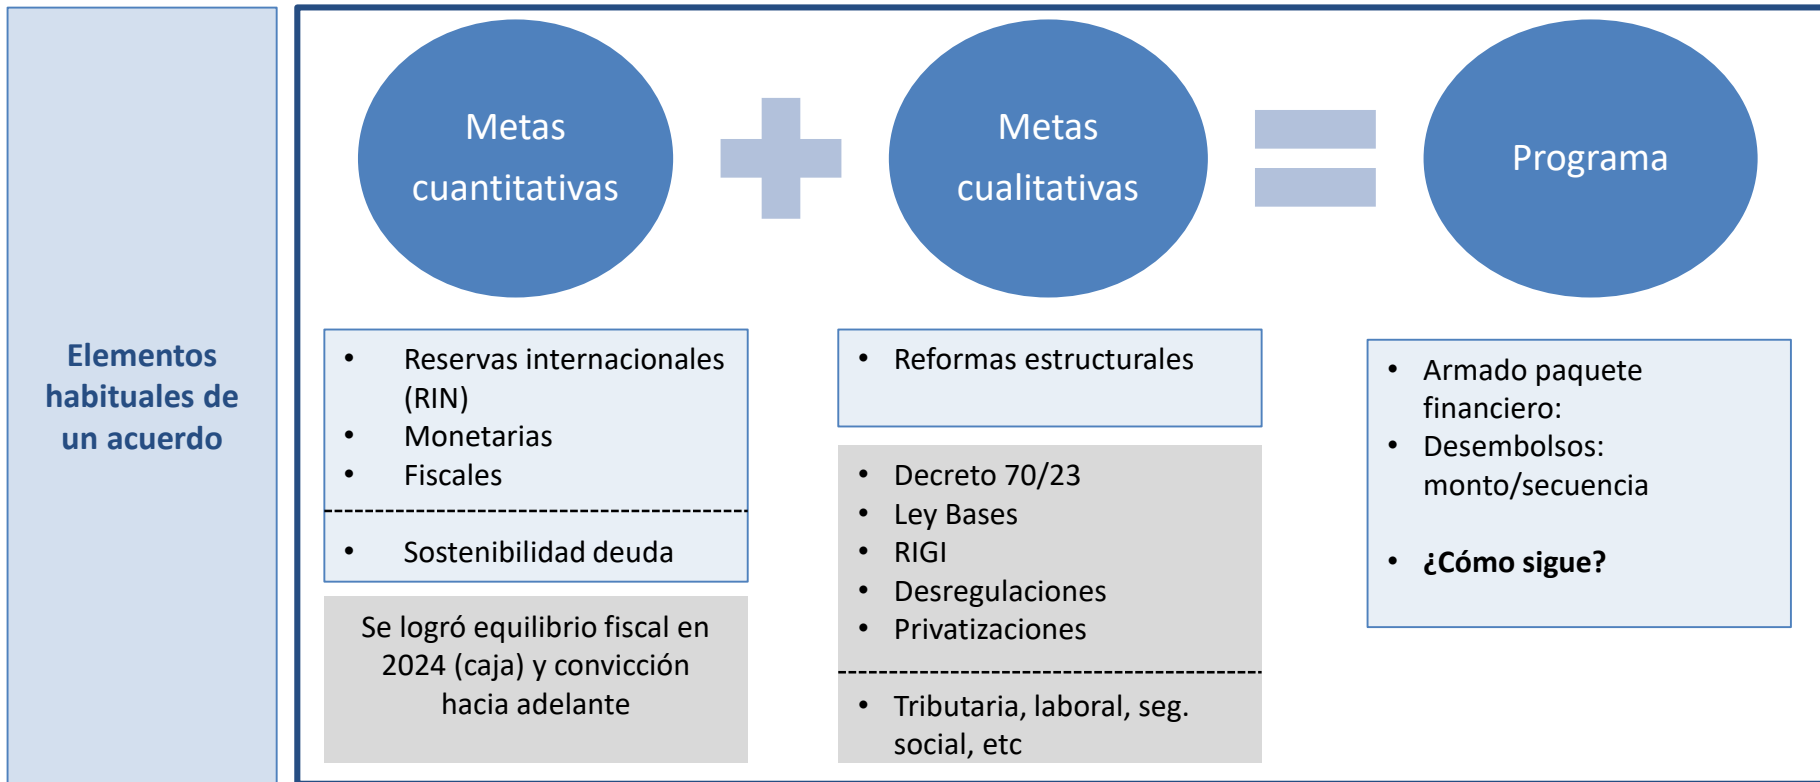 Elementos
habituales de
un acuerdo
Metas
cuantitativas
Metas
cualitativas
Programa
• Reservas internacionales
(RIN)
• Monetarias
• Fiscales
• Sostenibilidad deuda
Se logró equilibrio fiscal en
2024 (caja) y convicción
hacia adelante
• Reformas estructurales
• Decreto 70/23
• Ley Bases
• RIGI
• Desregulaciones
• Privatizaciones
• Tributaria, laboral, seg.
social, etc
• Armado paquete
financiero:
• Desembolsos:
monto/secuencia
• ¿Cómo sigue?